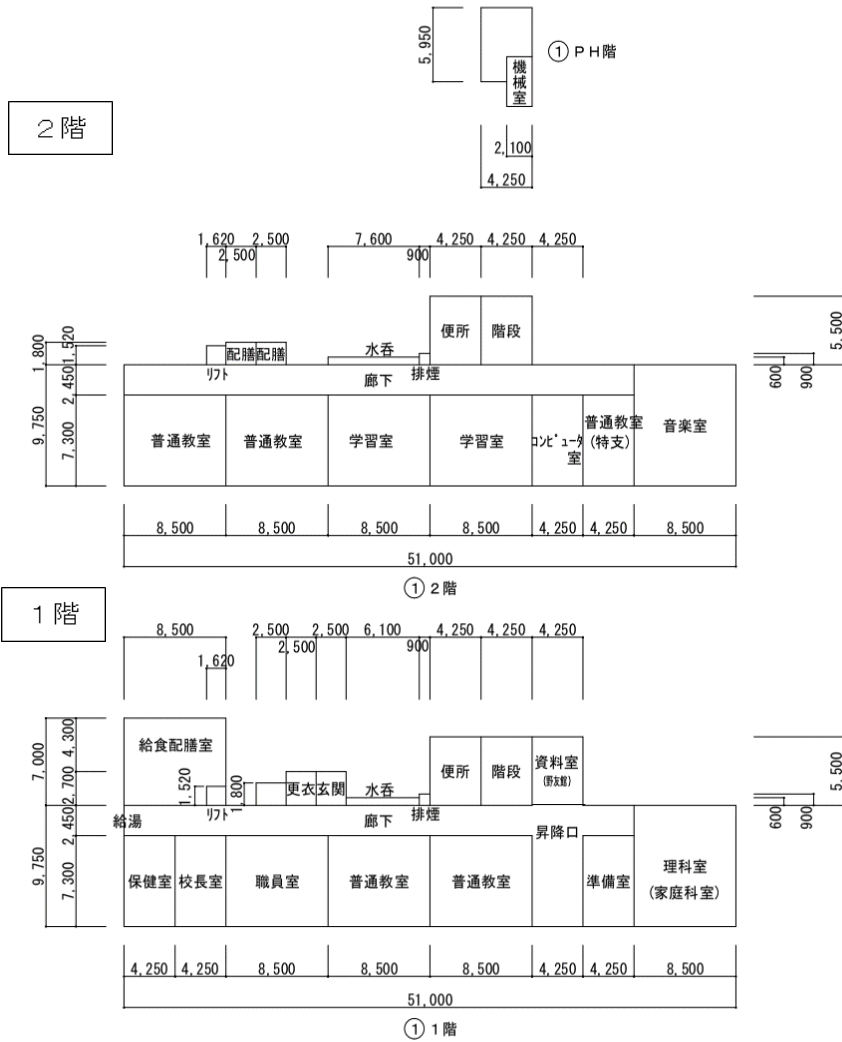 5,950
① ＰＨ階
機械室
２階
2,100
4,250
1,620 2,500 7,600 4,250 4,250 4,250
2,500 900
便所 階段
5,500
1,800
1,520
水呑
配膳 配膳
リフト 廊下 排煙
600
900
2,450
9,750
7,300
普通教室 普通教室 学習室 学習室 コンピュータ室 普通教室(特支) 音楽室
8,500 8,500 8,500 8,500 4,250 4,250 8,500
51,000
① ２階
１階
8,500 2,500 2,500 6,100 4,250 4,250 4,250
2,500 900
1,620
7,000
4,300
給食配膳室
便所 階段 資料室
(野友館)
5,500
2,700
1,520
1,800
更衣 玄関 水呑
リフト 廊下 排煙
600
900
給湯
昇降口
2,450
9,750
7,300
保健室 校長室 職員室 普通教室 普通教室 準備室 理科室
(家庭科室)
4,250 4,250 8,500 8,500 8,500 4,250 4,250 8,500
51,000
① １階